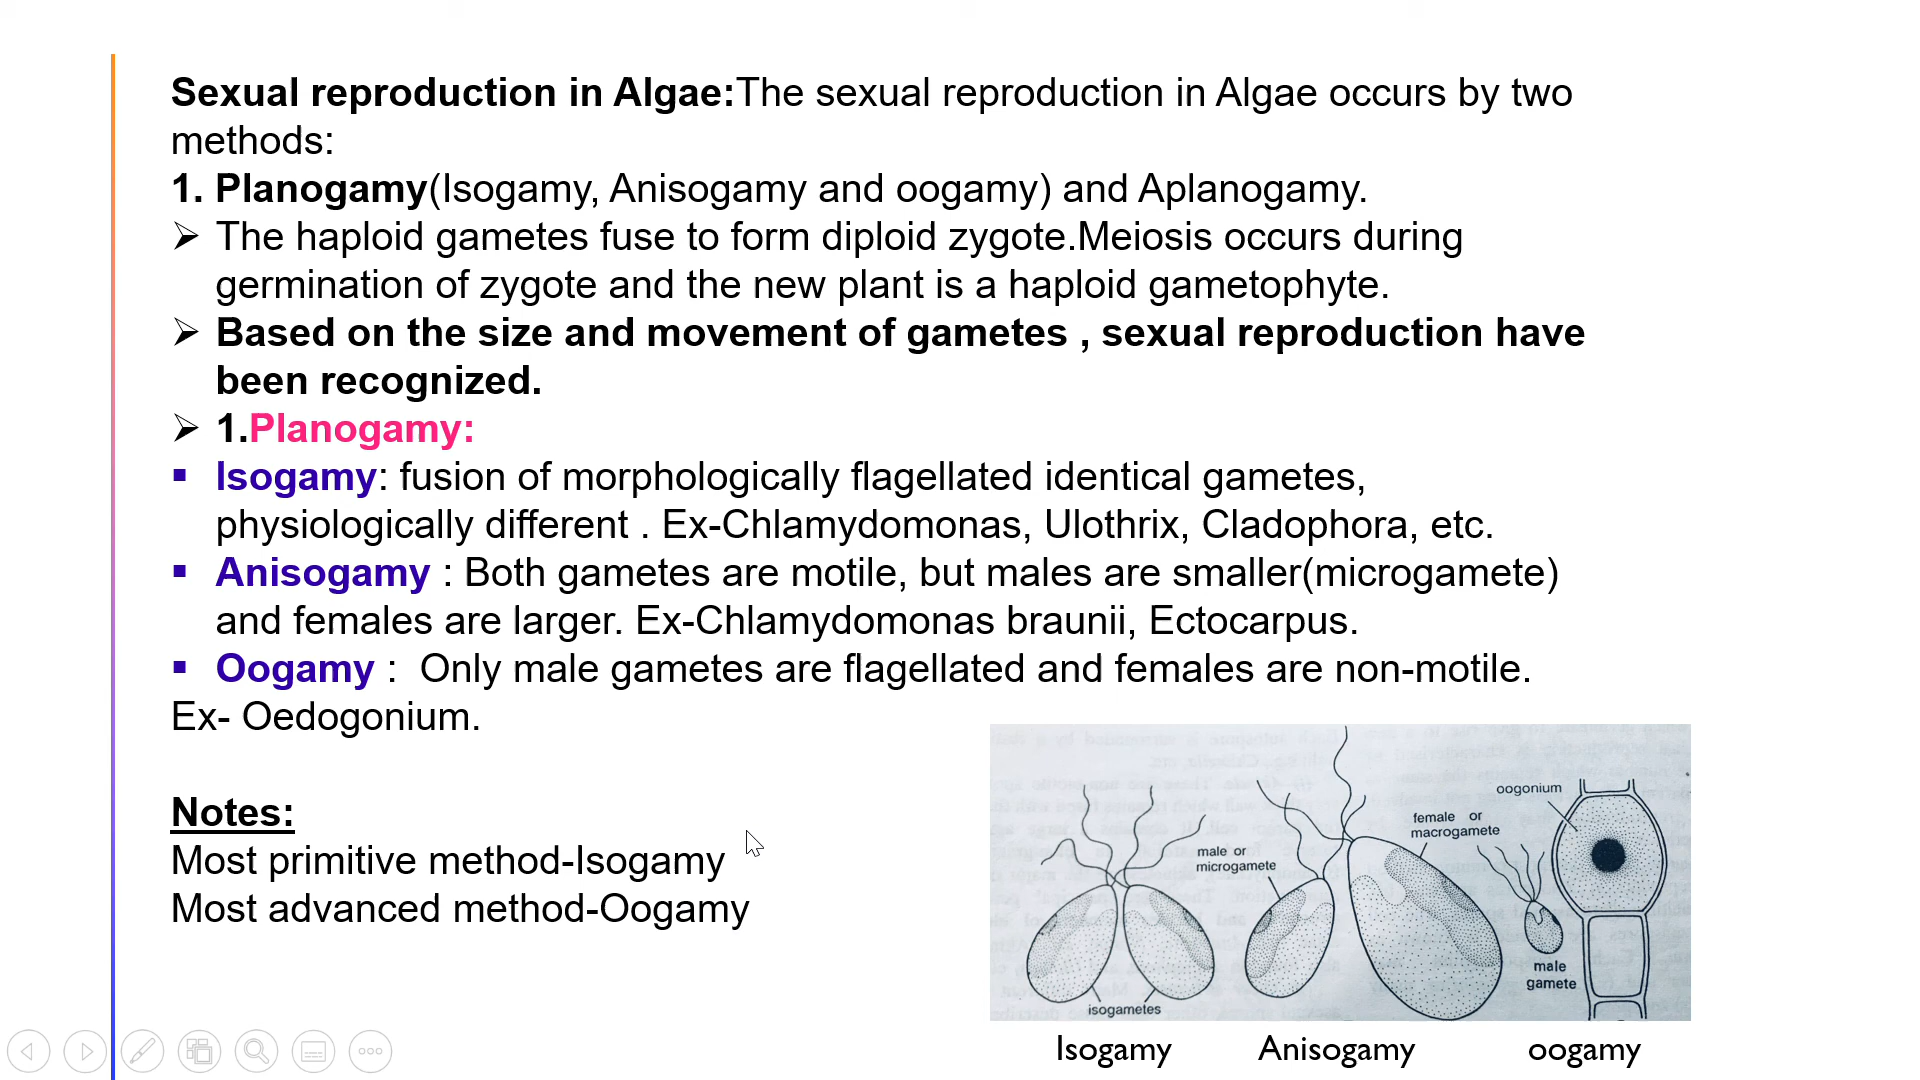 Sexual reproduction in Algae:The sexual reproduction in Algae occurs by two
methods:
1. Planogamy(Isogamy, Anisogamy and oogamy) and Aplanogamy.
➢ The haploid gametes fuse to form diploid zygote.Meiosis occurs during
germination of zygote and the new plant is a haploid gametophyte.
➢ Based on the size and movement of gametes , sexual reproduction have
been recognized.
➢ 1.Planogamy:
▪ Isogamy: fusion of morphologically flagellated identical gametes,
physiologically different . Ex-Chlamydomonas, Ulothrix, Cladophora, etc.
▪ Anisogamy : Both gametes are motile, but males are smaller(microgamete)
and females are larger. Ex-Chlamydomonas braunii, Ectocarpus.
▪ Oogamy : Only male gametes are flagellated and females are non-motile.
Ex- Oedogonium.
Notes:
Most primitive method-Isogamy
Most advanced method-Oogamy
male or
microgamete
female or
macrogamete
oogonium
male
gamete
isogametes
Isogamy
Anisogamy
oogamy